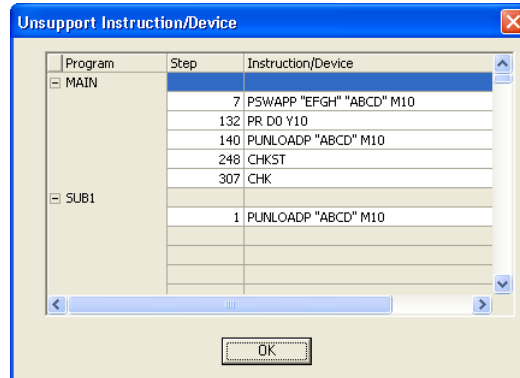 Unsupport Instruction/Device
Program Step Instruction/Device
MAIN
7 PSWAPP "EFGH" "ABCD" M10
132 PR D0 Y10
140 PUNLOADP "ABCD" M10
248 CHKST
307 CHK
SUB1
1 PUNLOADP "ABCD" M10
OK